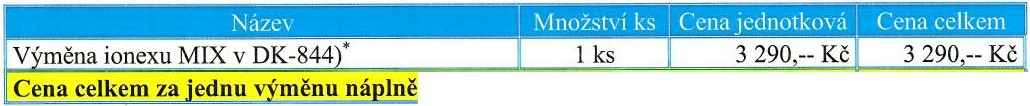 Název Množství ks Cena jednotková Cena celkem
Výměna ionexu MIX v DK-844)* 1 ks 3 290,-- Kč 3 290,-- Kč
Cena celkem za jednu výměnu náplně